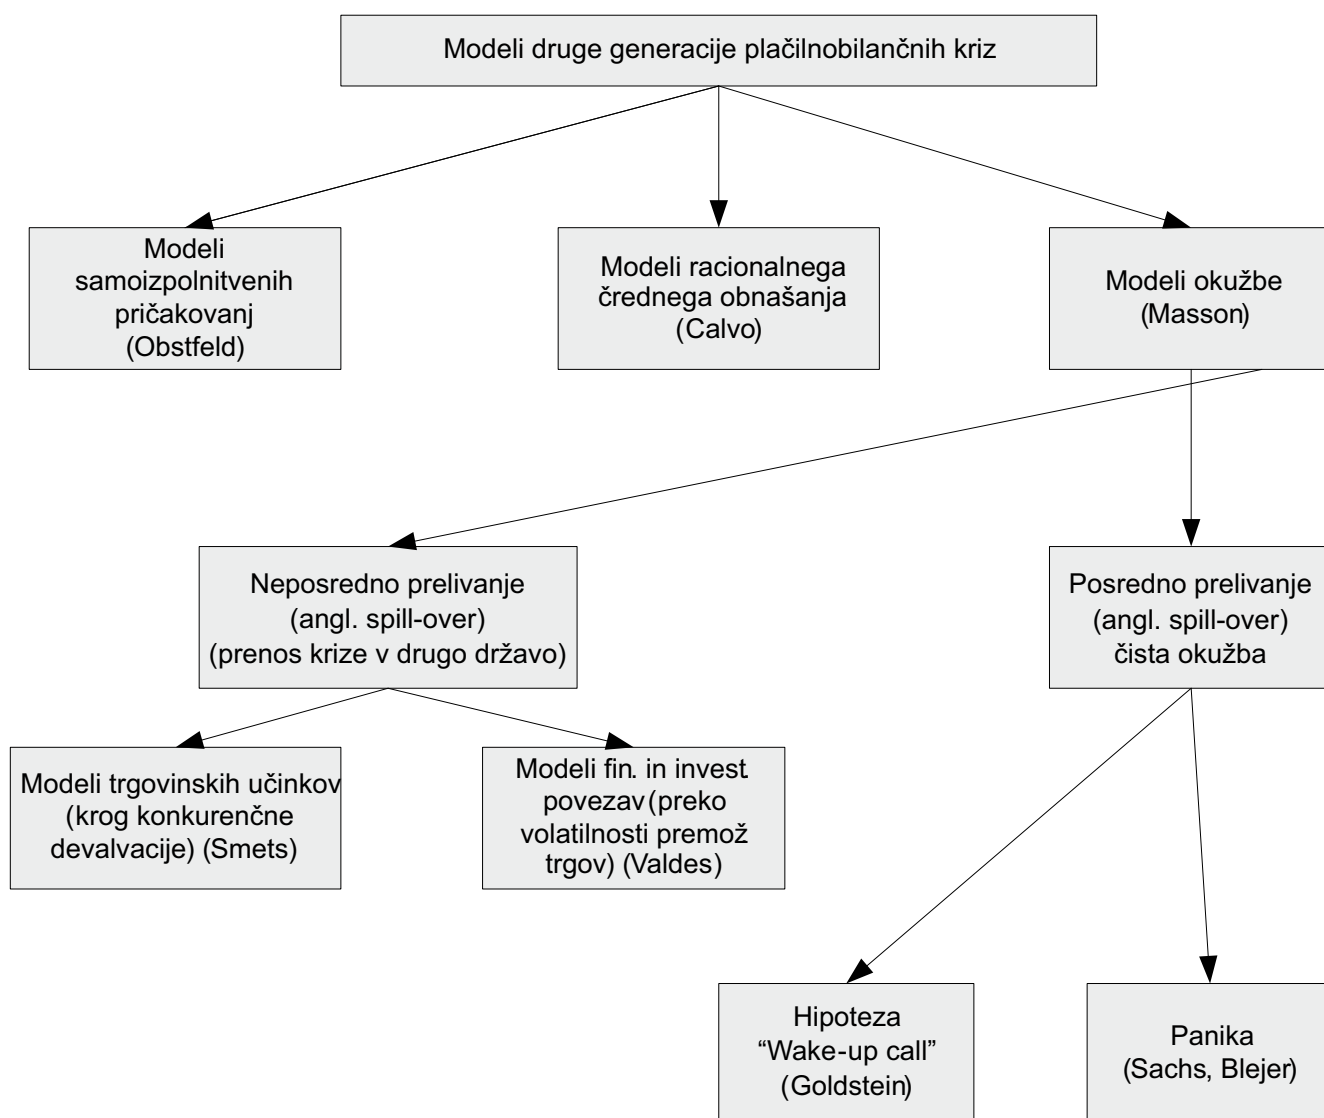 Modeli druge generacije plačilnobilančnih kriz
Modeli
samoizpolnitvenih
pričakovanj
(Obstfeld)
Modeli racionalnega
črednega obnašanja
(Calvo)
Modeli okužbe
(Masson)
Neposredno prelivanje
(angl. spill-over)
(prenos krize v drugo državo)
Posredno prelivanje
(angl. spill-over)
čista okužba
Modeli trgovinskih učinkov
(krog konkurenčne
devalvacije) (Smets)
Modeli fin. in invest.
povezav (preko
volatilnosti premož
trgov) (Valdes)
Hipoteza
“Wake-up call”
(Goldstein)
Panika
(Sachs, Blejer)